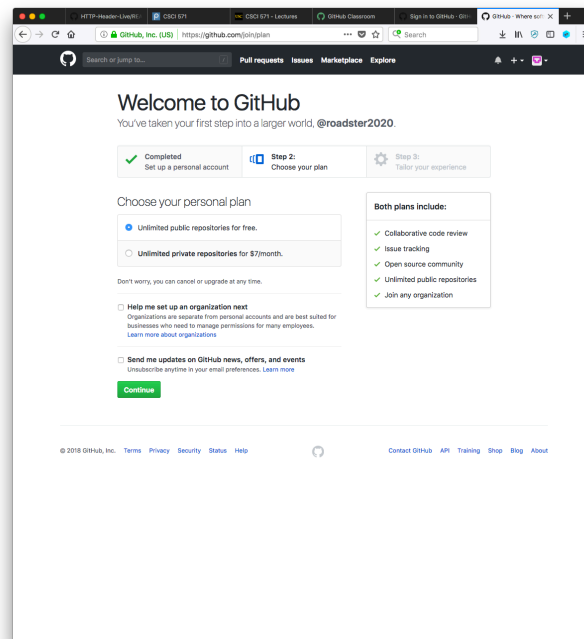 HTTP-Header-Live/RE
CSCI 571
CSCI 571 - Lectures
GitHub Classroom
Sign in to GitHub · GitH
GitHub · Where soft
GitHub, Inc. (US)
https://github.com/join/plan
Search
Search or jump to...
Pull requests Issues Marketplace Explore
Welcome to GitHub
You've taken your first step into a larger world, @roadster2020.
Completed
Set up a personal account
Step 2:
Choose your plan
Step 3:
Tailor your experience
Choose your personal plan
Unlimited public repositories for free.
Unlimited private repositories for $7/month.
Don't worry, you can cancel or upgrade at any time.
Help me set up an organization next
Organizations are separate from personal accounts and are best suited for
businesses who need to manage permissions for many employees.
Learn more about organizations
Send me updates on GitHub news, offers, and events
Unsubscribe anytime in your email preferences. Learn more
Continue
Both plans include:
Collaborative code review
Issue tracking
Open source community
Unlimited public repositories
Join any organization
© 2018 GitHub, Inc. Terms Privacy Security Status Help
Contact GitHub API Training Shop Blog About